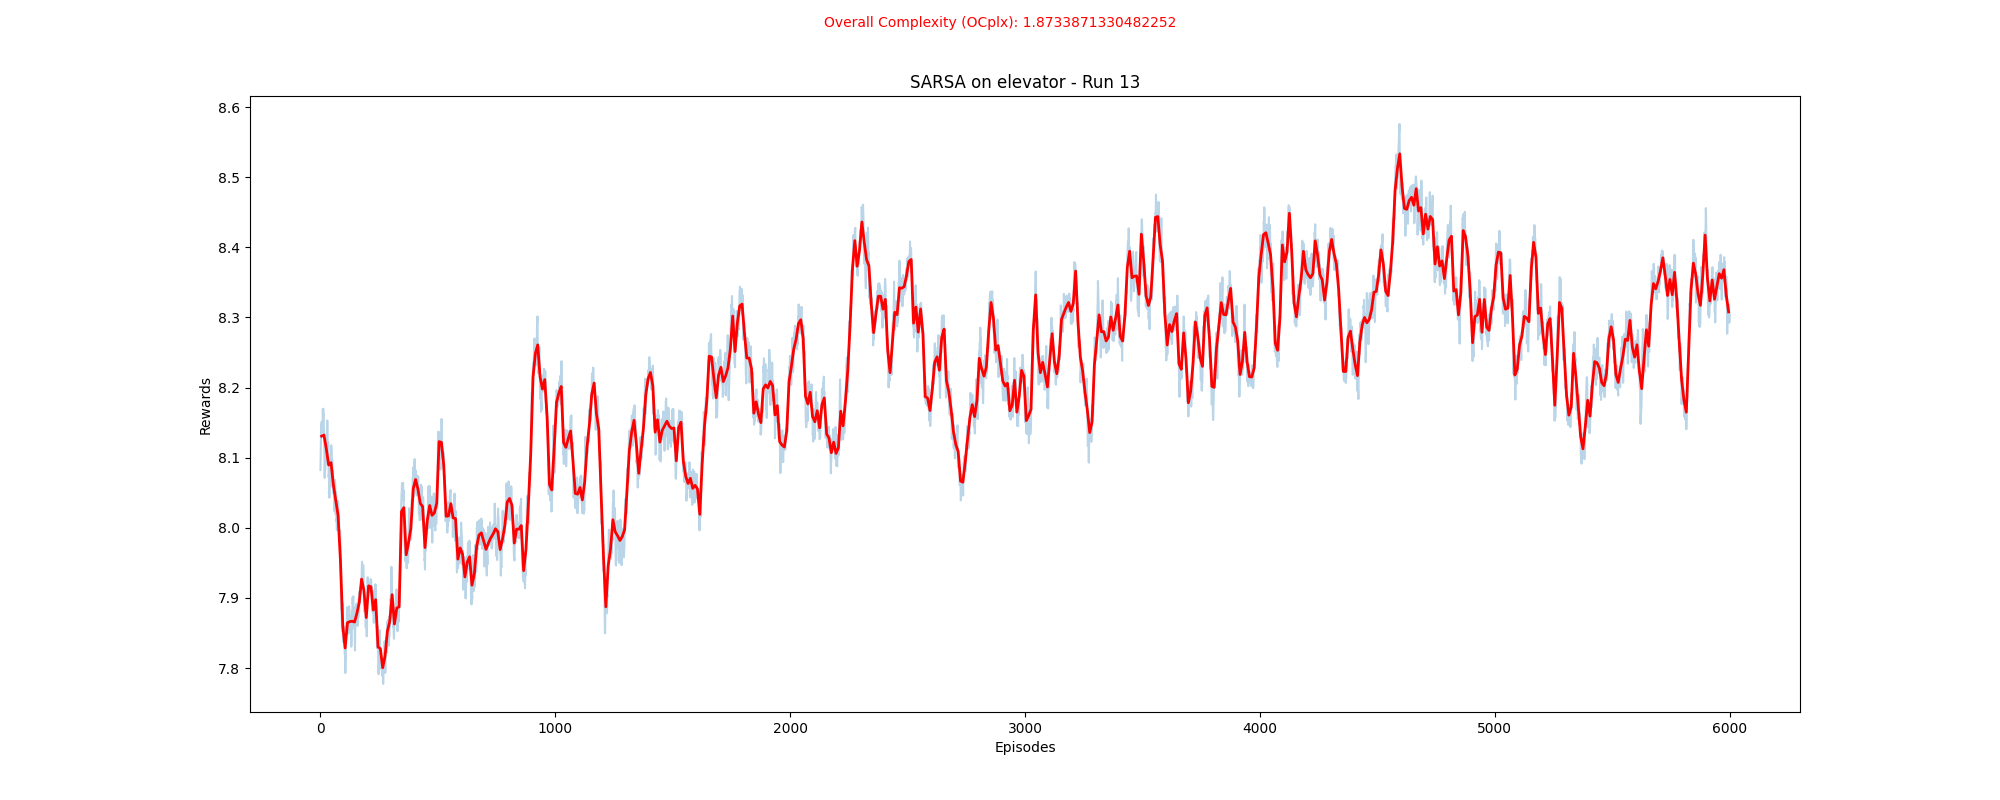 Overall Complexity (OCplx): 1.8733871330482252
SARSA on elevator - Run 13
8.6
8.5
8.4
8.3
8.2
8.1
8.0
7.9
7.8
Rewards
0 1000 2000 3000 4000 5000 6000
Episodes